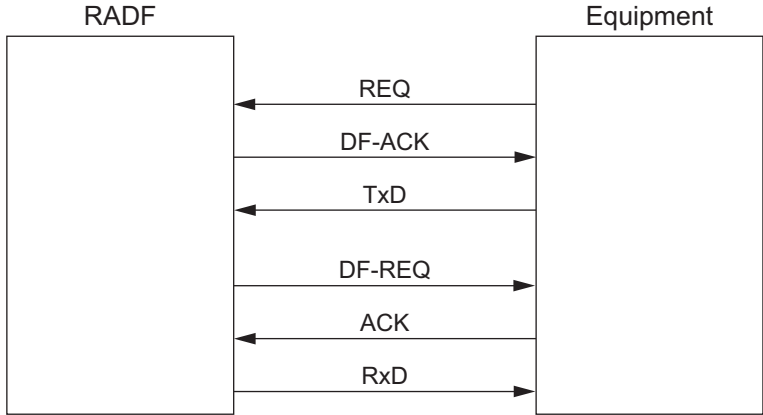 RADF
Equipment
REQ
DF-ACK
TxD
DF-REQ
ACK
RxD